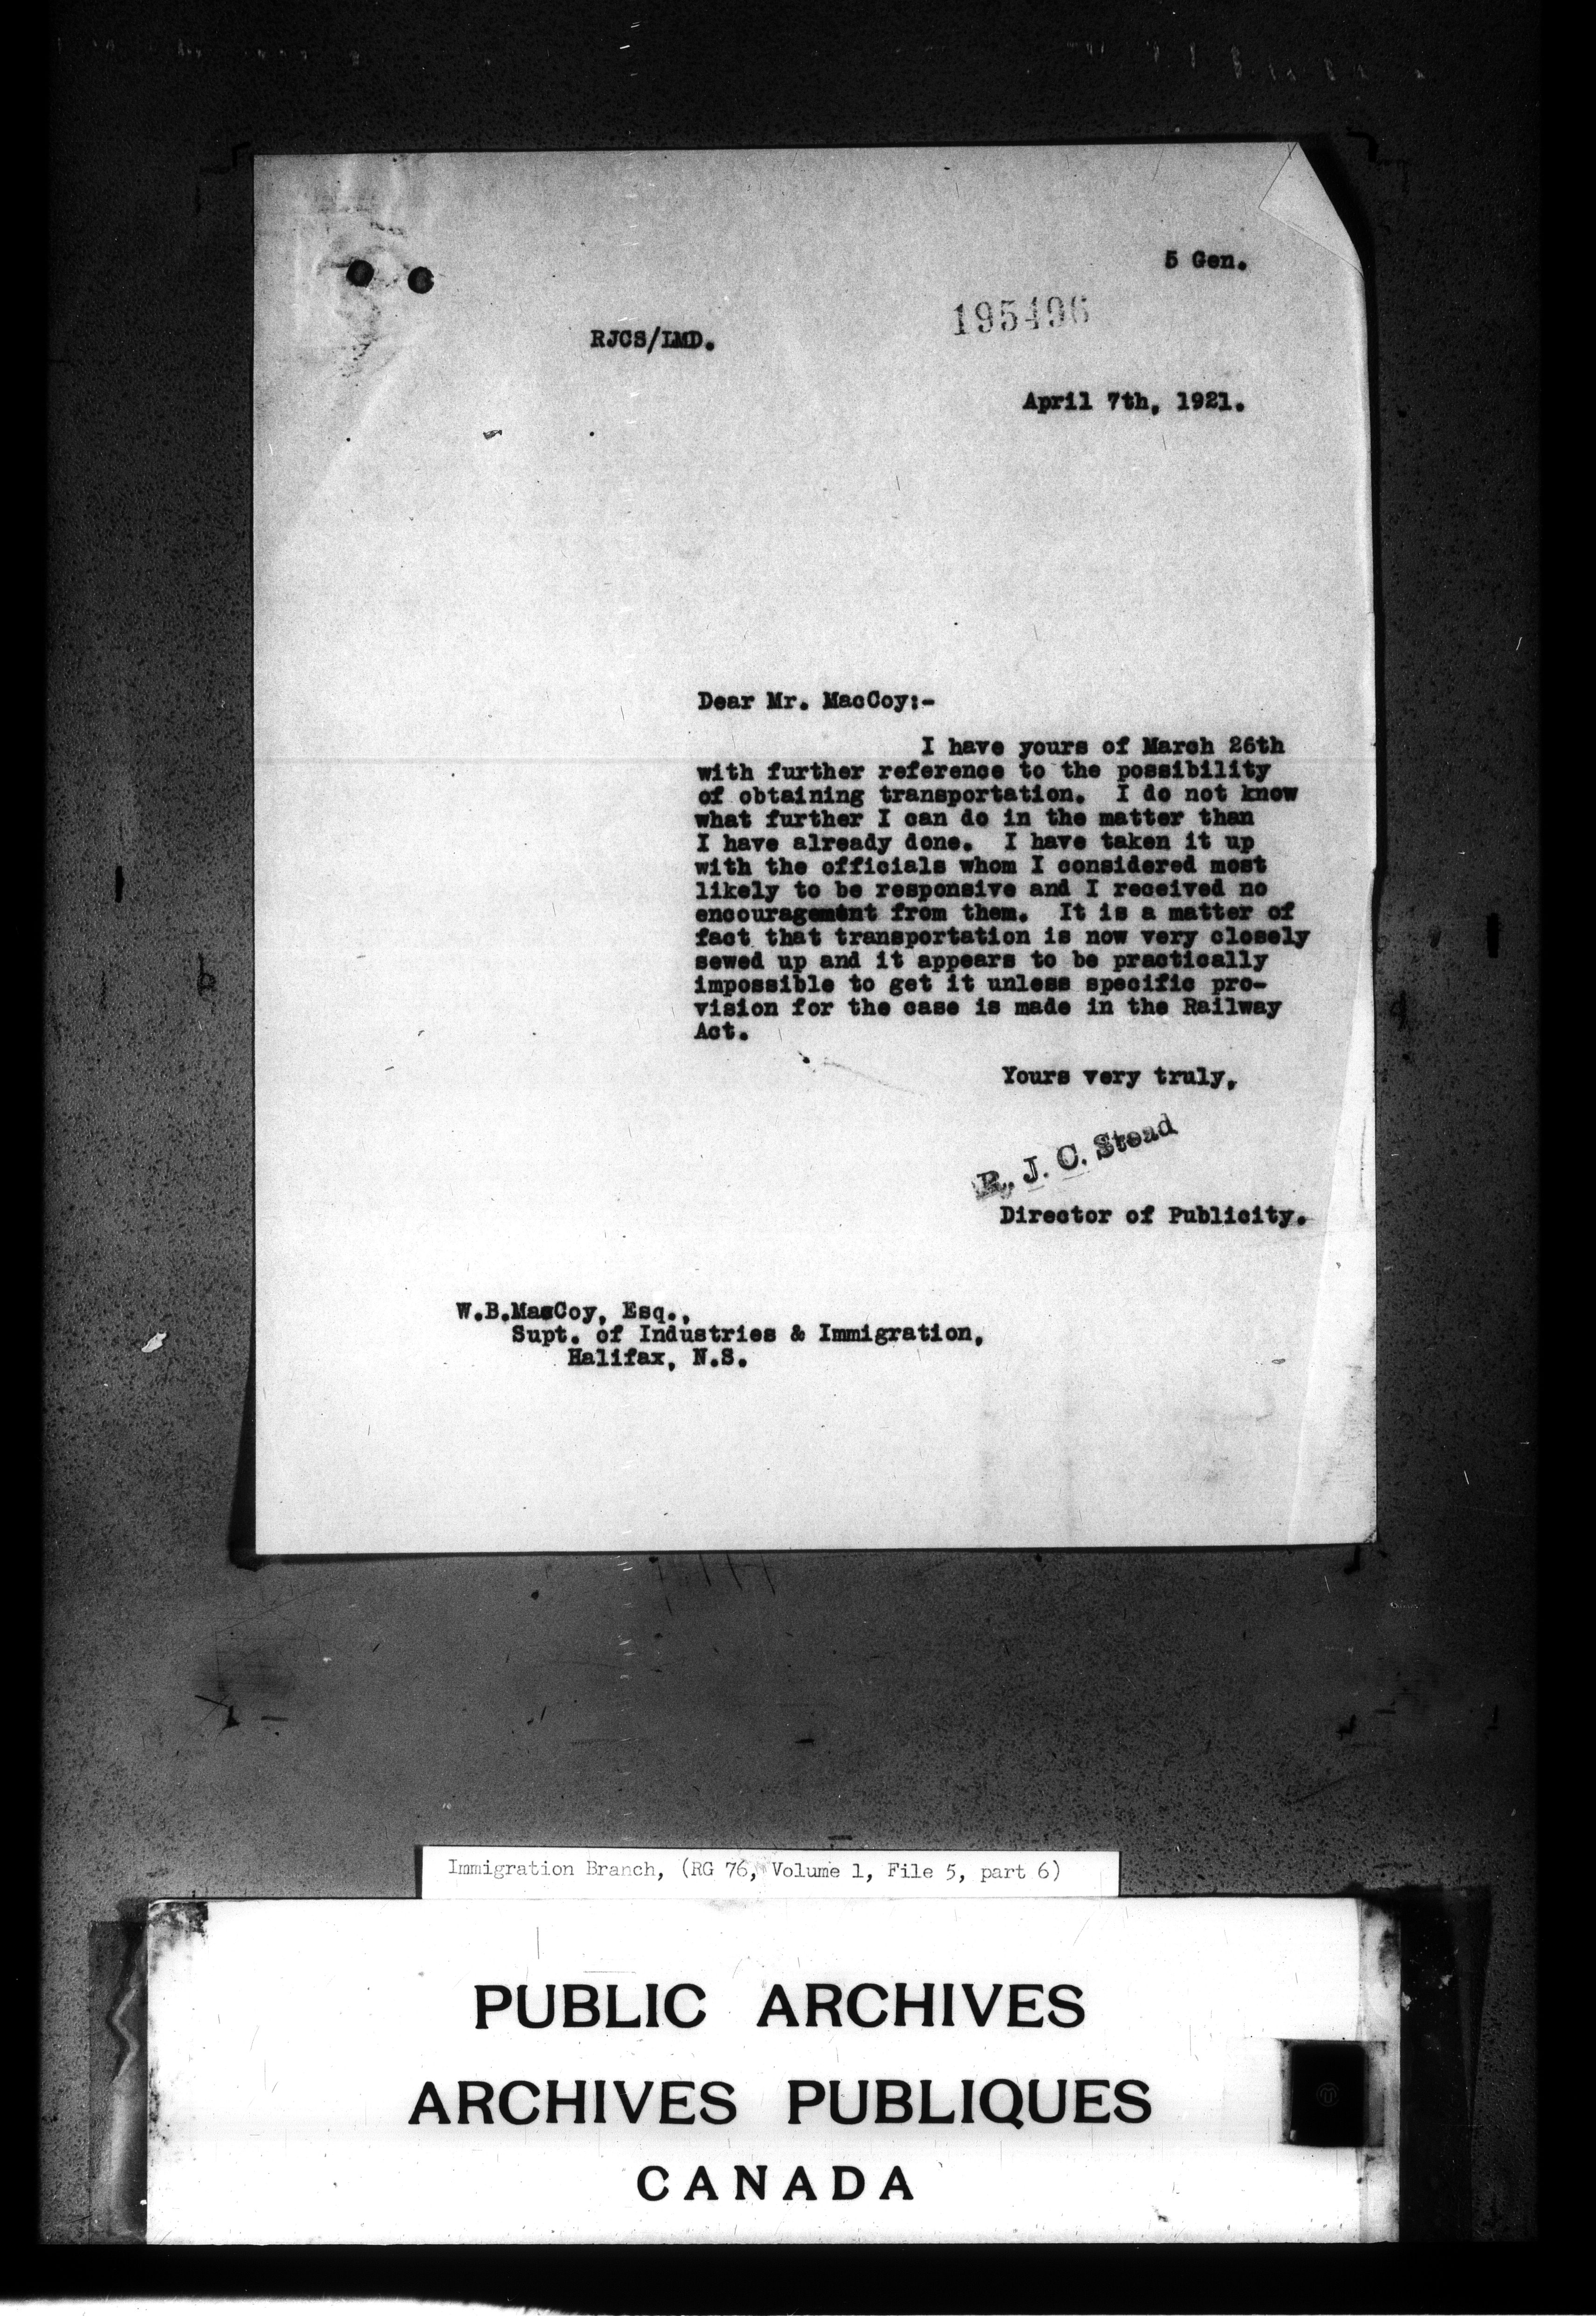 5 Gen.
195496
RJCS/LMD.
April 7th, 1921.
Dear Mr. MacCoy:-
I have yours of March 26th
with further reference to the possibility
of obtaining transportation. I do not know
what further I can do in the matter than
I have already done. I have taken it up
with the officials whom I considered most
likely to be responsive and I received no
encouragement from them. It is a matter of
fact that transportation is now very closely
sewed up and it appears to be practically
impossible to get it unless specific pro-
vision for the case is made in the Railway
Act.
Yours very truly,
R. J. C. Stead
Director of Publicity.
W.B.MacCoy, Esq.,
Supt. of Industries & Immigration,
Halifax, N.S.
Immigration Branch, (RG 76, Volume 1, File 5, part 6)
PUBLIC ARCHIVES
ARCHIVES PUBLIQUES
CANADA